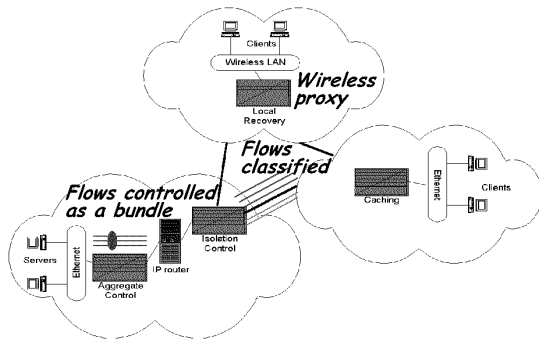 Clients
Wireless LAN
Wireless
proxy
Local
Recovery
Flows
classified
Flows controlled
as a bundle
Caching
Ethernet
Clients
Isolation
Control
Servers
Ethernet
IP router
Aggregate
Control